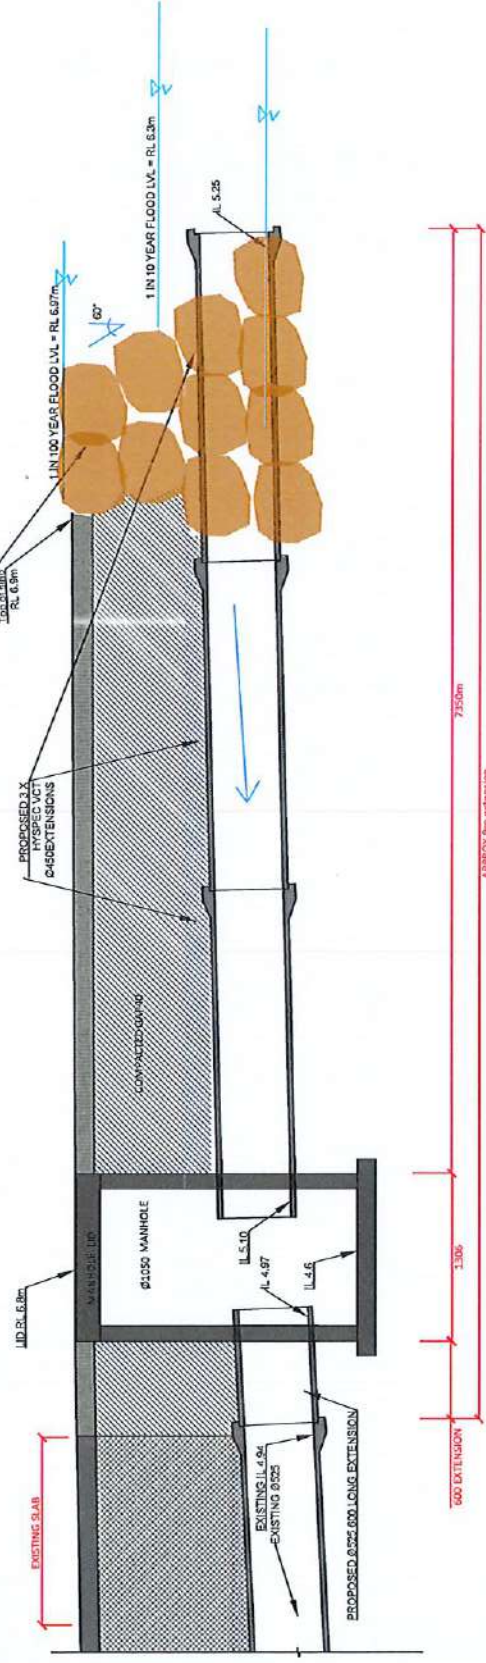 EXISTING SLAB
LID RL 6.8m
MANHOLE LID
Ø1050 MANHOLE
COMPACTED GAP40
PROPOSED 3 X
HYSPEC VCT
Ø450EXTENSIONS
RL 6.9m
1 IN 100 YEAR FLOOD LVL = RL 6.97m
60°
1 IN 10 YEAR FLOOD LVL = RL 6.3m
IL 5.25
IL 5.10
IL 4.97
IL 4.6
EXISTING IL 4.94
EXISTING Ø525
PROPOSED Ø525 600 LONG EXTENSION
600 EXTENSION
1306
7350m